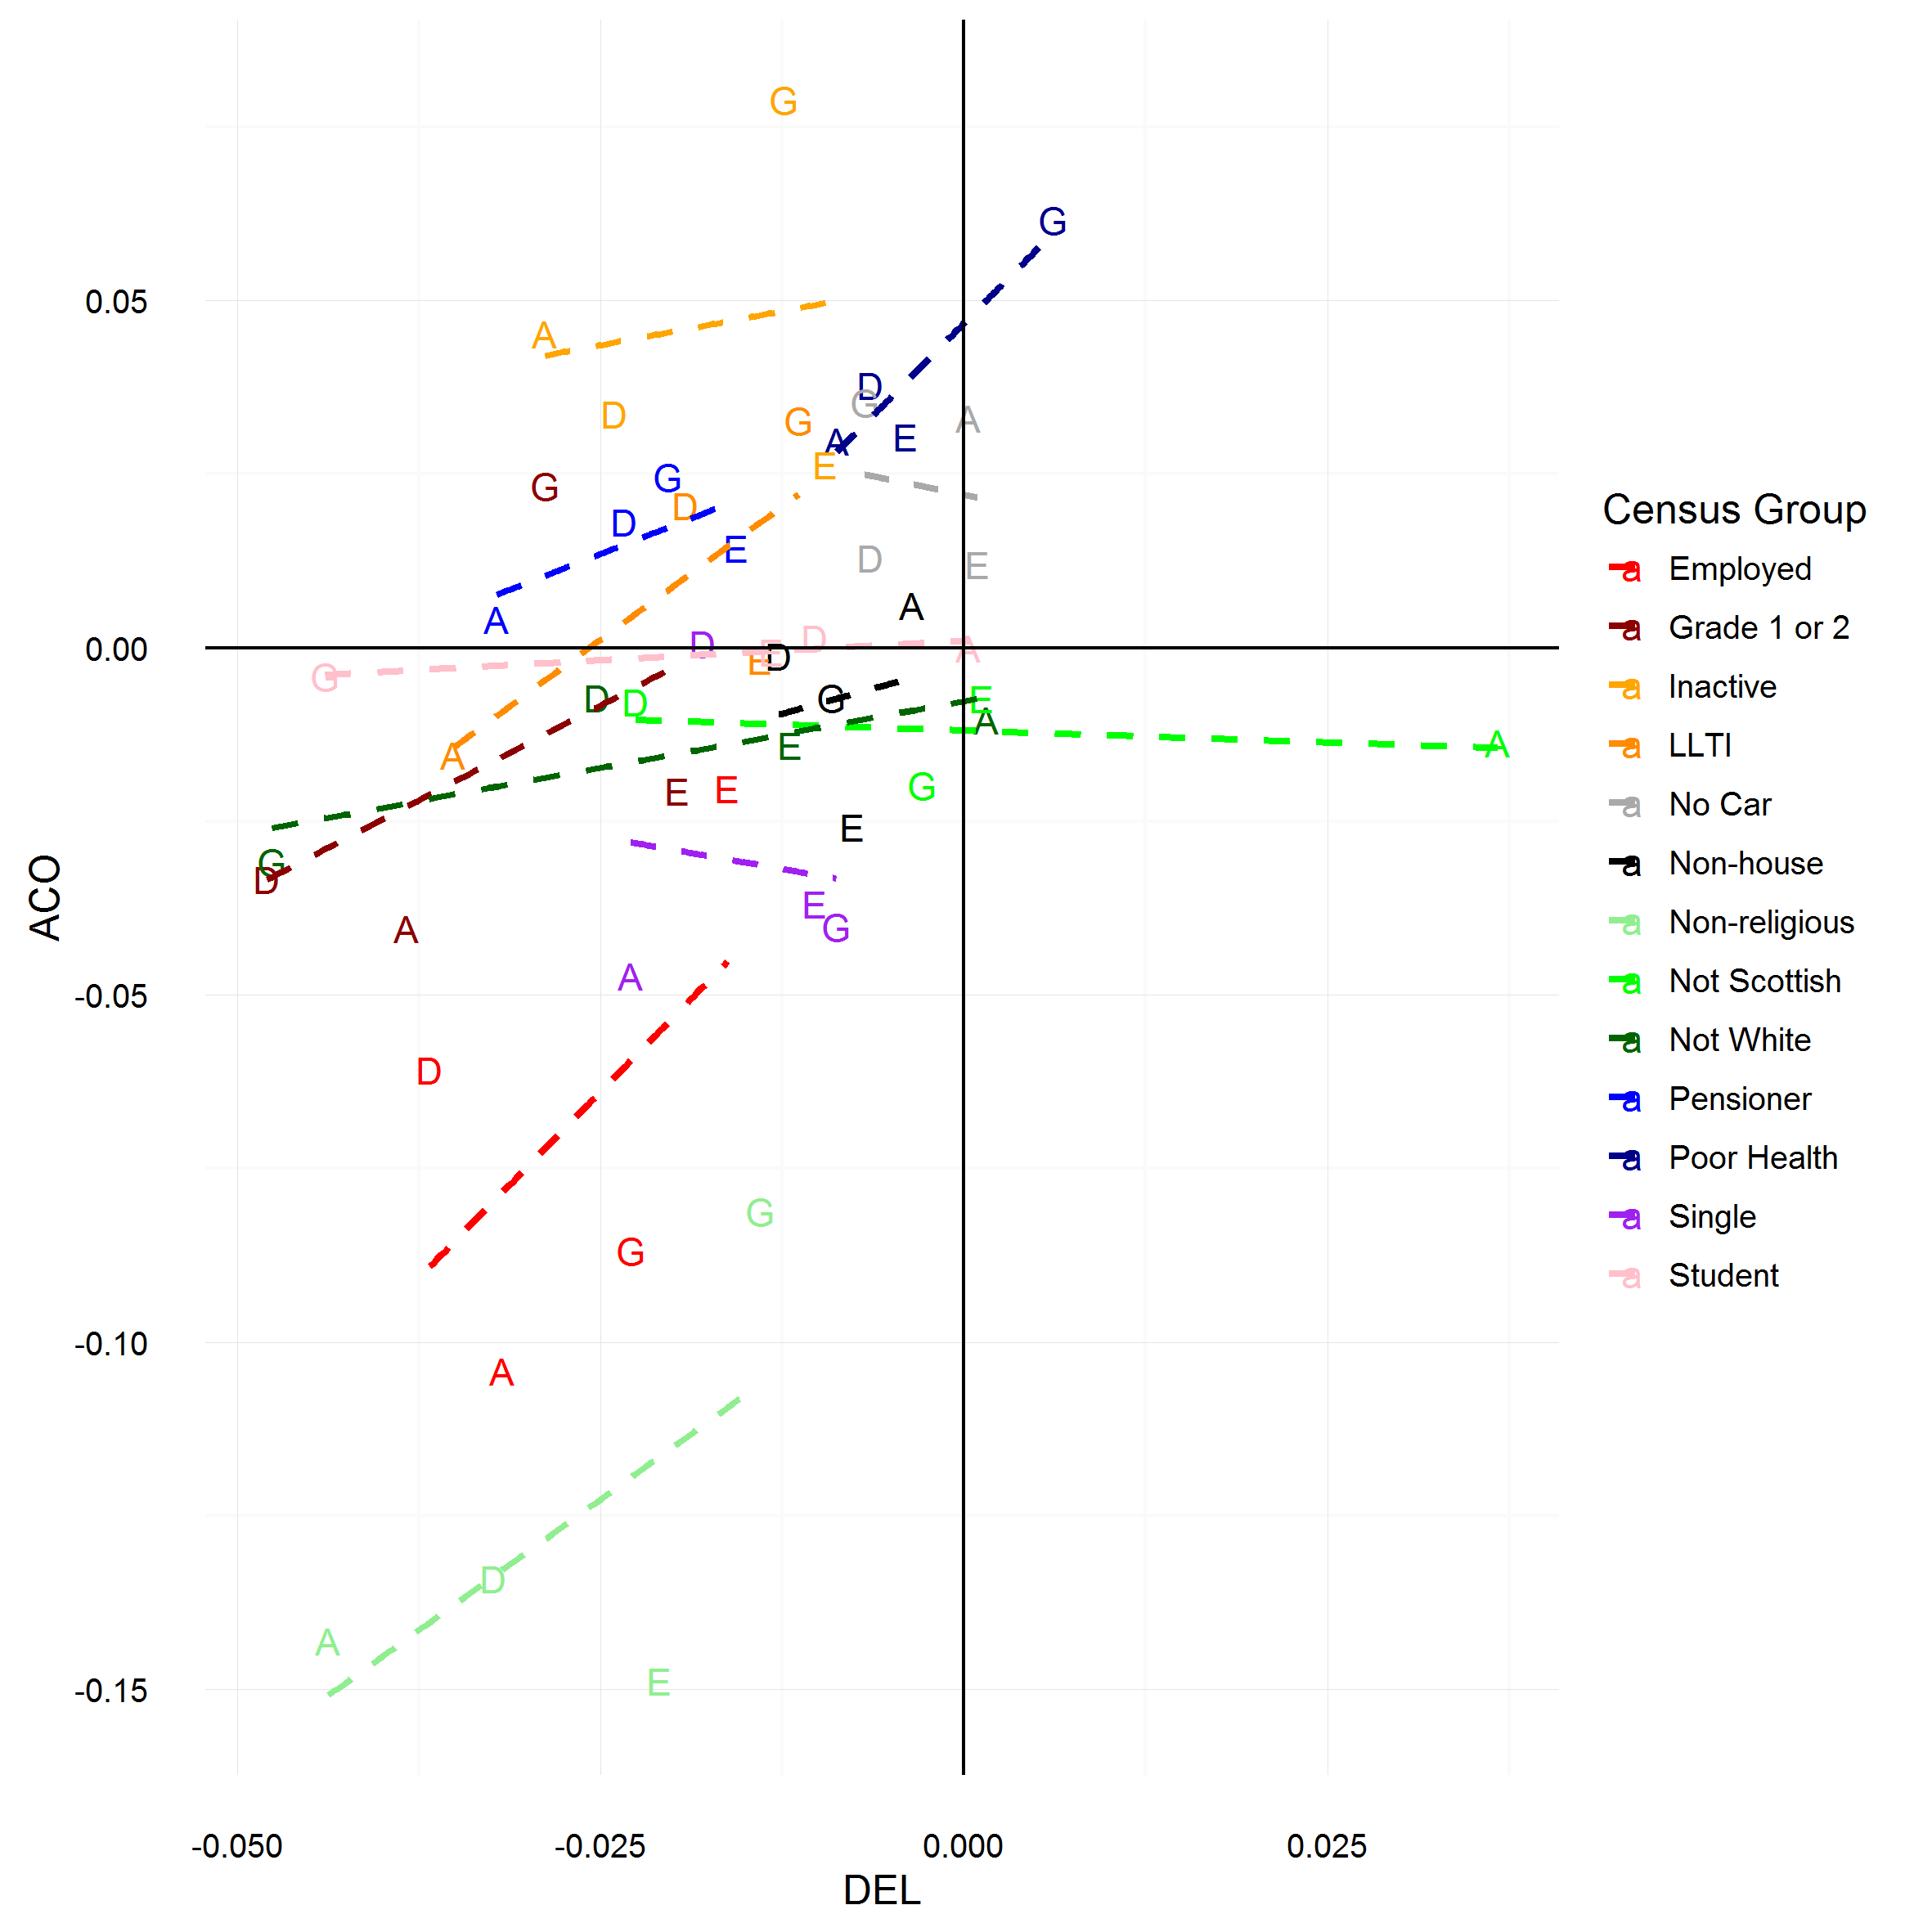 G
G
0.05
A
D
G
D
G
A
A
E
E
G
G
D
D
E
D
E
A
A
0.00
D
D
E
A
G
E
D
D
D
G
E
A
E
A
A
G
E
E
G
E
G
D
A
E
G
ACO
A
-0.05
D
G
G
-0.10
A
D
A
E
-0.15
-0.050 -0.025 0.000 0.025
DEL
Census Group
a Employed
a Grade 1 or 2
a Inactive
a LLTI
a No Car
a Non-house
a Non-religious
a Not Scottish
a Not White
a Pensioner
a Poor Health
a Single
a Student